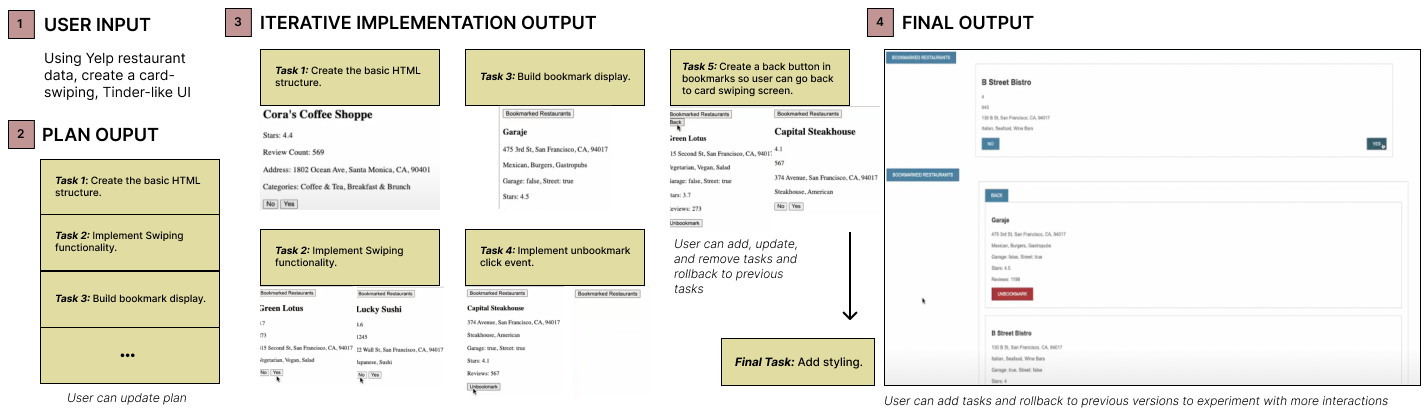 1
USER INPUT
Using Yelp restaurant
data, create a card-
swiping, Tinder-like UI
2
PLAN OUPUT
Task 1: Create the basic HTML
structure.
Task 2: Implement Swiping
functionality.
Task 3: Build bookmark display.
•••
User can update plan
3
ITERATIVE IMPLEMENTATION OUTPUT
Task 1: Create the basic HTML
structure.
Cora's Coffee Shoppe
Stars: 4.4
Review Count: 569
Address: 1802 Ocean Ave, Santa Monica, CA, 90401
Categories: Coffee & Tea, Breakfast & Brunch
No Yes
Task 2: Implement Swiping
functionality.
Bookmarked Restaurants
Green Lotus
.7
273
515 Second St, San Francisco, CA, 94017
Vegetarian, Vegan, Salad
No Yes
Bookmarked Restaurants
Lucky Sushi
4.6
1245
12 Wall St, San Francisco, CA, 94017
Japanese, Sushi
No Yes
Task 3: Build bookmark display.
Bookmarked Restaurants
Garaje
475 3rd St, San Francisco, CA, 94017
Mexican, Burgers, Gastropubs
Garage: false, Street: true
Stars: 4.5
Task 4: Implement unbookmark
click event.
Bookmarked Restaurants
Capital Steakhouse
374 Avenue, San Francisco, CA, 94017
Steakhouse, American
Garage: true, Street: true
Stars: 4.1
Reviews: 567
Unbookmark
Bookmarked Restaurants
Task 5: Create a back button in
bookmarks so user can go back
to card swiping screen.
Bookmarked Restaurants
Back
Green Lotus
515 Second St, San Francisco, CA, 94017
Vegetarian, Vegan, Salad
Garage: false, Street: true
Stars: 3.7
Reviews: 273
Unbookmark
Capital Steakhouse
4.1
567
374 Avenue, San Francisco, CA, 94017
Steakhouse, American
No Yes
User can add, update,
and remove tasks and
rollback to previous
tasks
Final Task: Add styling.
4
FINAL OUTPUT
BOOKMARKED RESTAURANTS
B Street Bistro
4
645
130 B St, San Francisco, CA, 94017
Italian, Seafood, Wine Bars
NO
YES
BOOKMARKED RESTAURANTS
BACK
Garaje
475 3rd St, San Francisco, CA, 94017
Mexican, Burgers, Gastropubs
Garage: false, Street: true
Stars: 4.5
Reviews: 1198
UNBOOKMARK
B Street Bistro
130 B St, San Francisco, CA, 94017
Italian, Seafood, Wine Bars
Garage: true, Street: false
Stars: 4
User can add tasks and rollback to previous versions to experiment with more interactions